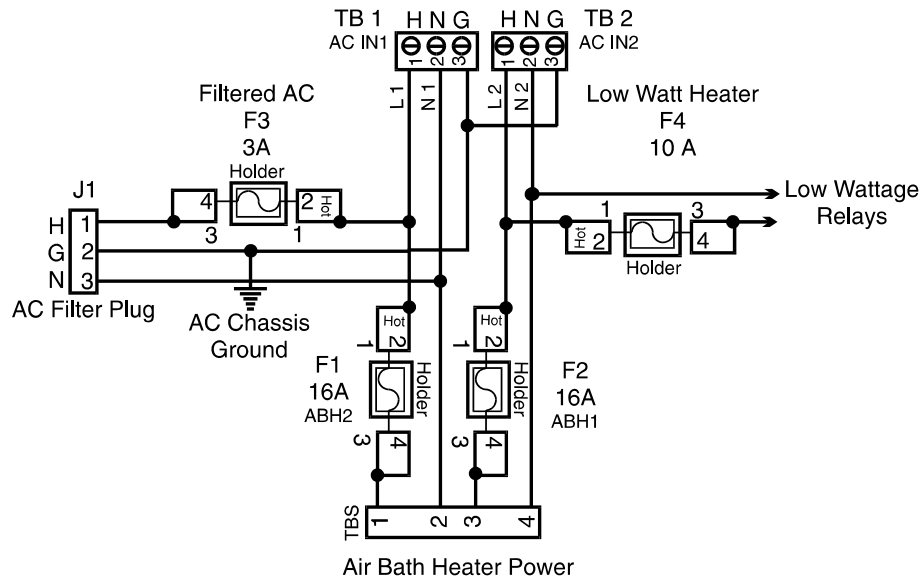 TB 1 H N G
AC IN1
1 2 3
H N G TB 2
AC IN2
1 2 3
L 1
N 1
L 2
N 2
Filtered AC
F3
3A
Holder
4
3
2
Hot
1
Low Watt Heater
F4
10 A
1
Hot
2
3
4
Holder
Low Wattage
Relays
J1
H 1
G 2
N 3
AC Filter Plug
AC Chassis
Ground
Hot
1 2
Holder
F1
16A
ABH2
3 4
Hot
1 2
Holder
F2
16A
ABH1
3 4
TBS
1 2 3 4
Air Bath Heater Power